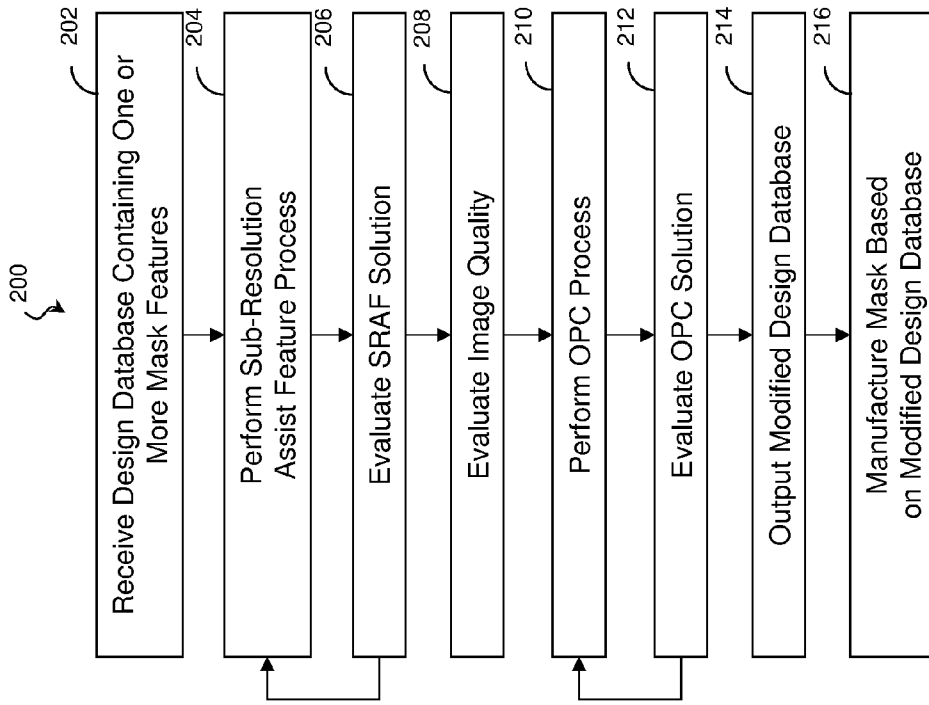 200
202
Receive Design Database Containing One or
More Mask Features
204
Perform Sub-Resolution
Assist Feature Process
206
Evaluate SRAF Solution
208
Evaluate Image Quality
210
Perform OPC Process
212
Evaluate OPC Solution
214
Output Modified Design Database
216
Manufacture Mask Based
on Modified Design Database